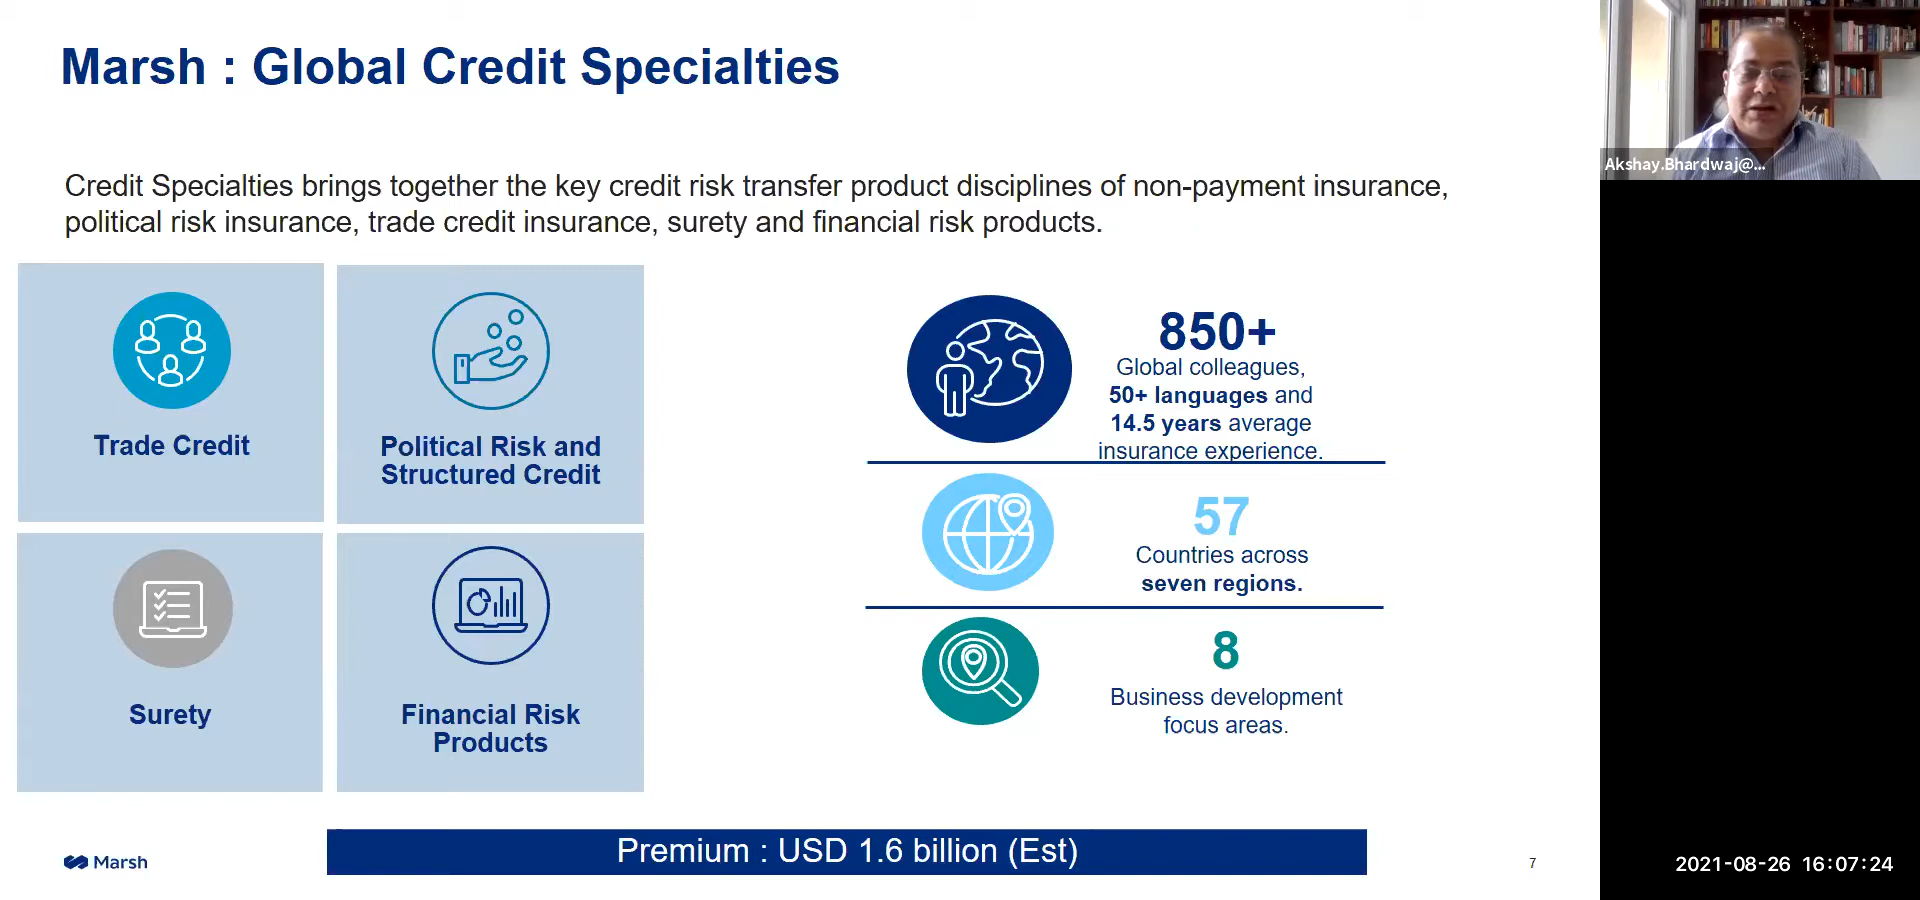 Marsh : Global Credit Specialties
Credit Specialties brings together the key credit risk transfer product disciplines of non-payment insurance,
political risk insurance, trade credit insurance, surety and financial risk products.
Trade Credit
Political Risk and
Structured Credit
Surety
Financial Risk
Products
850+
Global colleagues,
50+ languages and
14.5 years average
insurance experience.
57
Countries across
seven regions.
8
Business development
focus areas.
Marsh
Premium : USD 1.6 billion (Est)
7
Akshay.Bhardwaj@...
2021-08-26 16:07:24